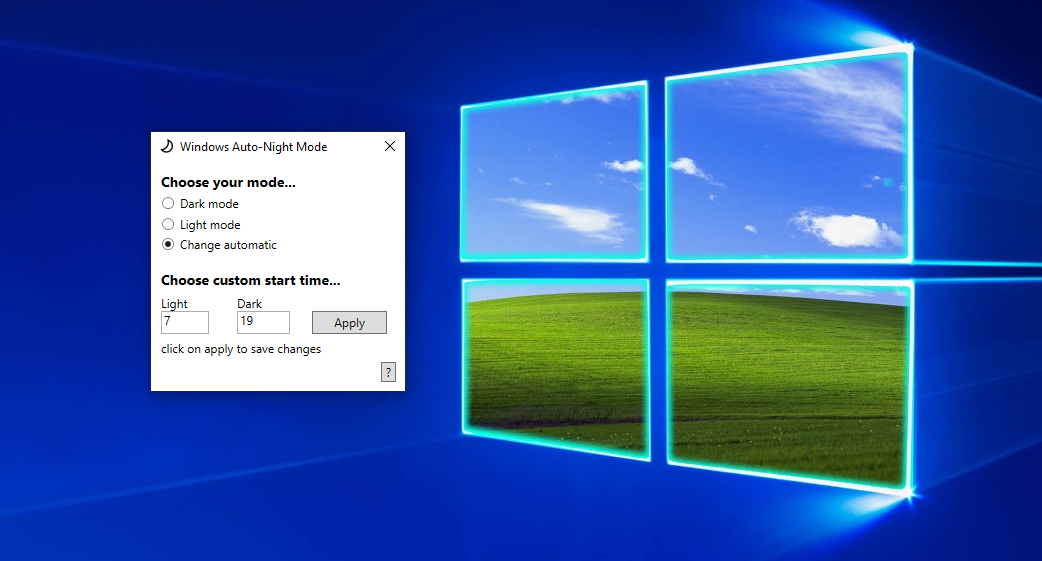 Windows Auto-Night Mode
Choose your mode...
Dark mode
Light mode
Change automatic
Choose custom start time...
Light Dark
7 19 Apply
click on apply to save changes
?